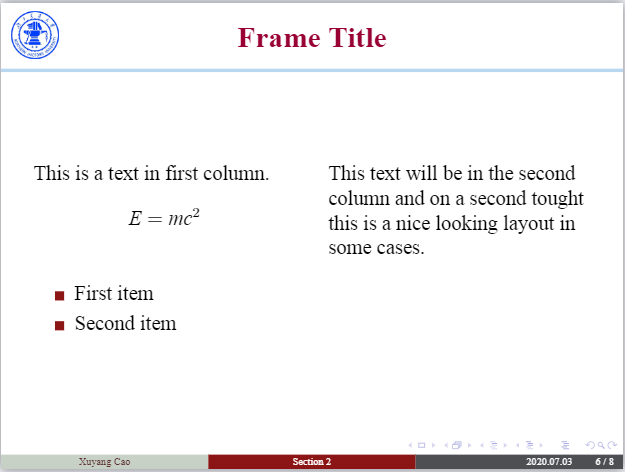 Frame Title
This is a text in first column.
E = mc²
First item
Second item
This text will be in the second
column and on a second tought
this is a nice looking layout in
some cases.
Xuyang Cao
Section 2
2020.07.03
6 / 8